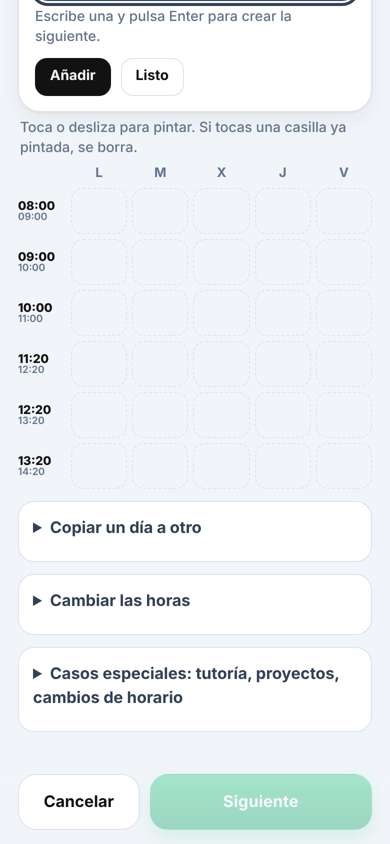 Escribe una y pulsa Enter para crear la
siguiente.
Añadir Listo
Toca o desliza para pintar. Si tocas una casilla ya
pintada, se borra.
L M X J V
08:00
09:00
09:00
10:00
10:00
11:00
11:20
12:20
12:20
13:20
13:20
14:20
Copiar un día a otro
Cambiar las horas
Casos especiales: tutoría, proyectos,
cambios de horario
Cancelar Siguiente